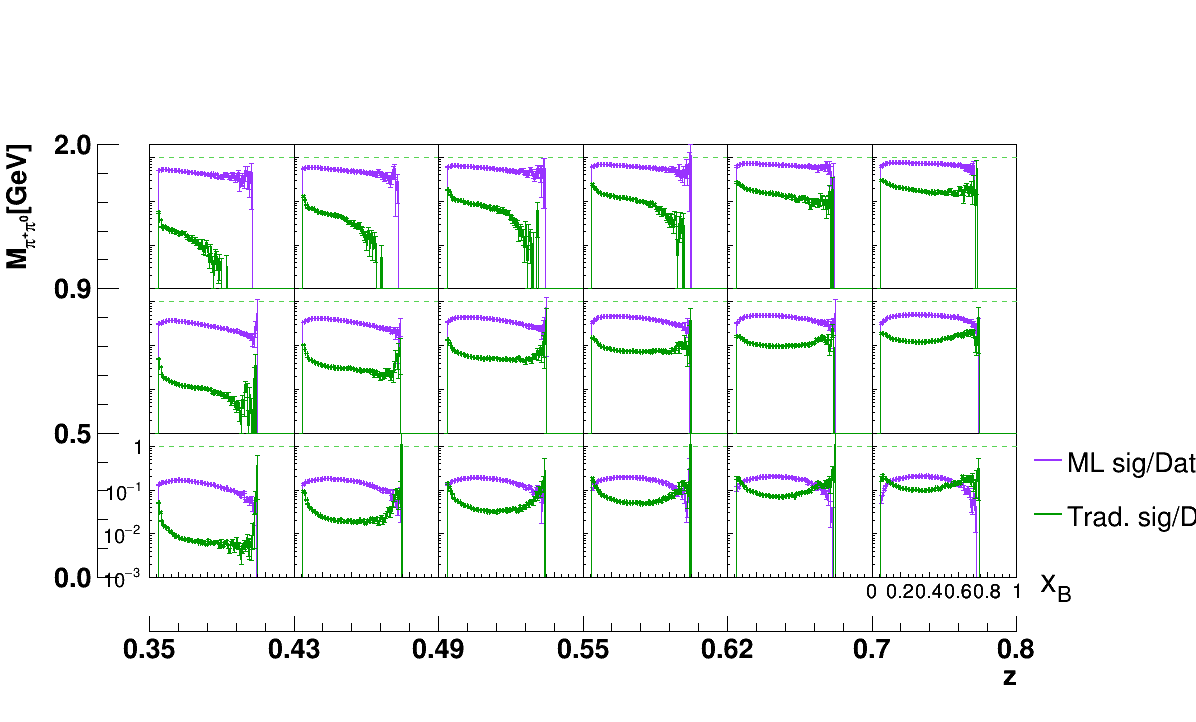 M_{π⁺π⁰}[GeV]
2.0
0.9
0.5
1
10⁻¹
10⁻²
0.0 10⁻³
ML sig/Dat
Trad. sig/D
0 0.20.40.60.8 1 x_B
0.35 0.43 0.49 0.55 0.62 0.7 0.8
z